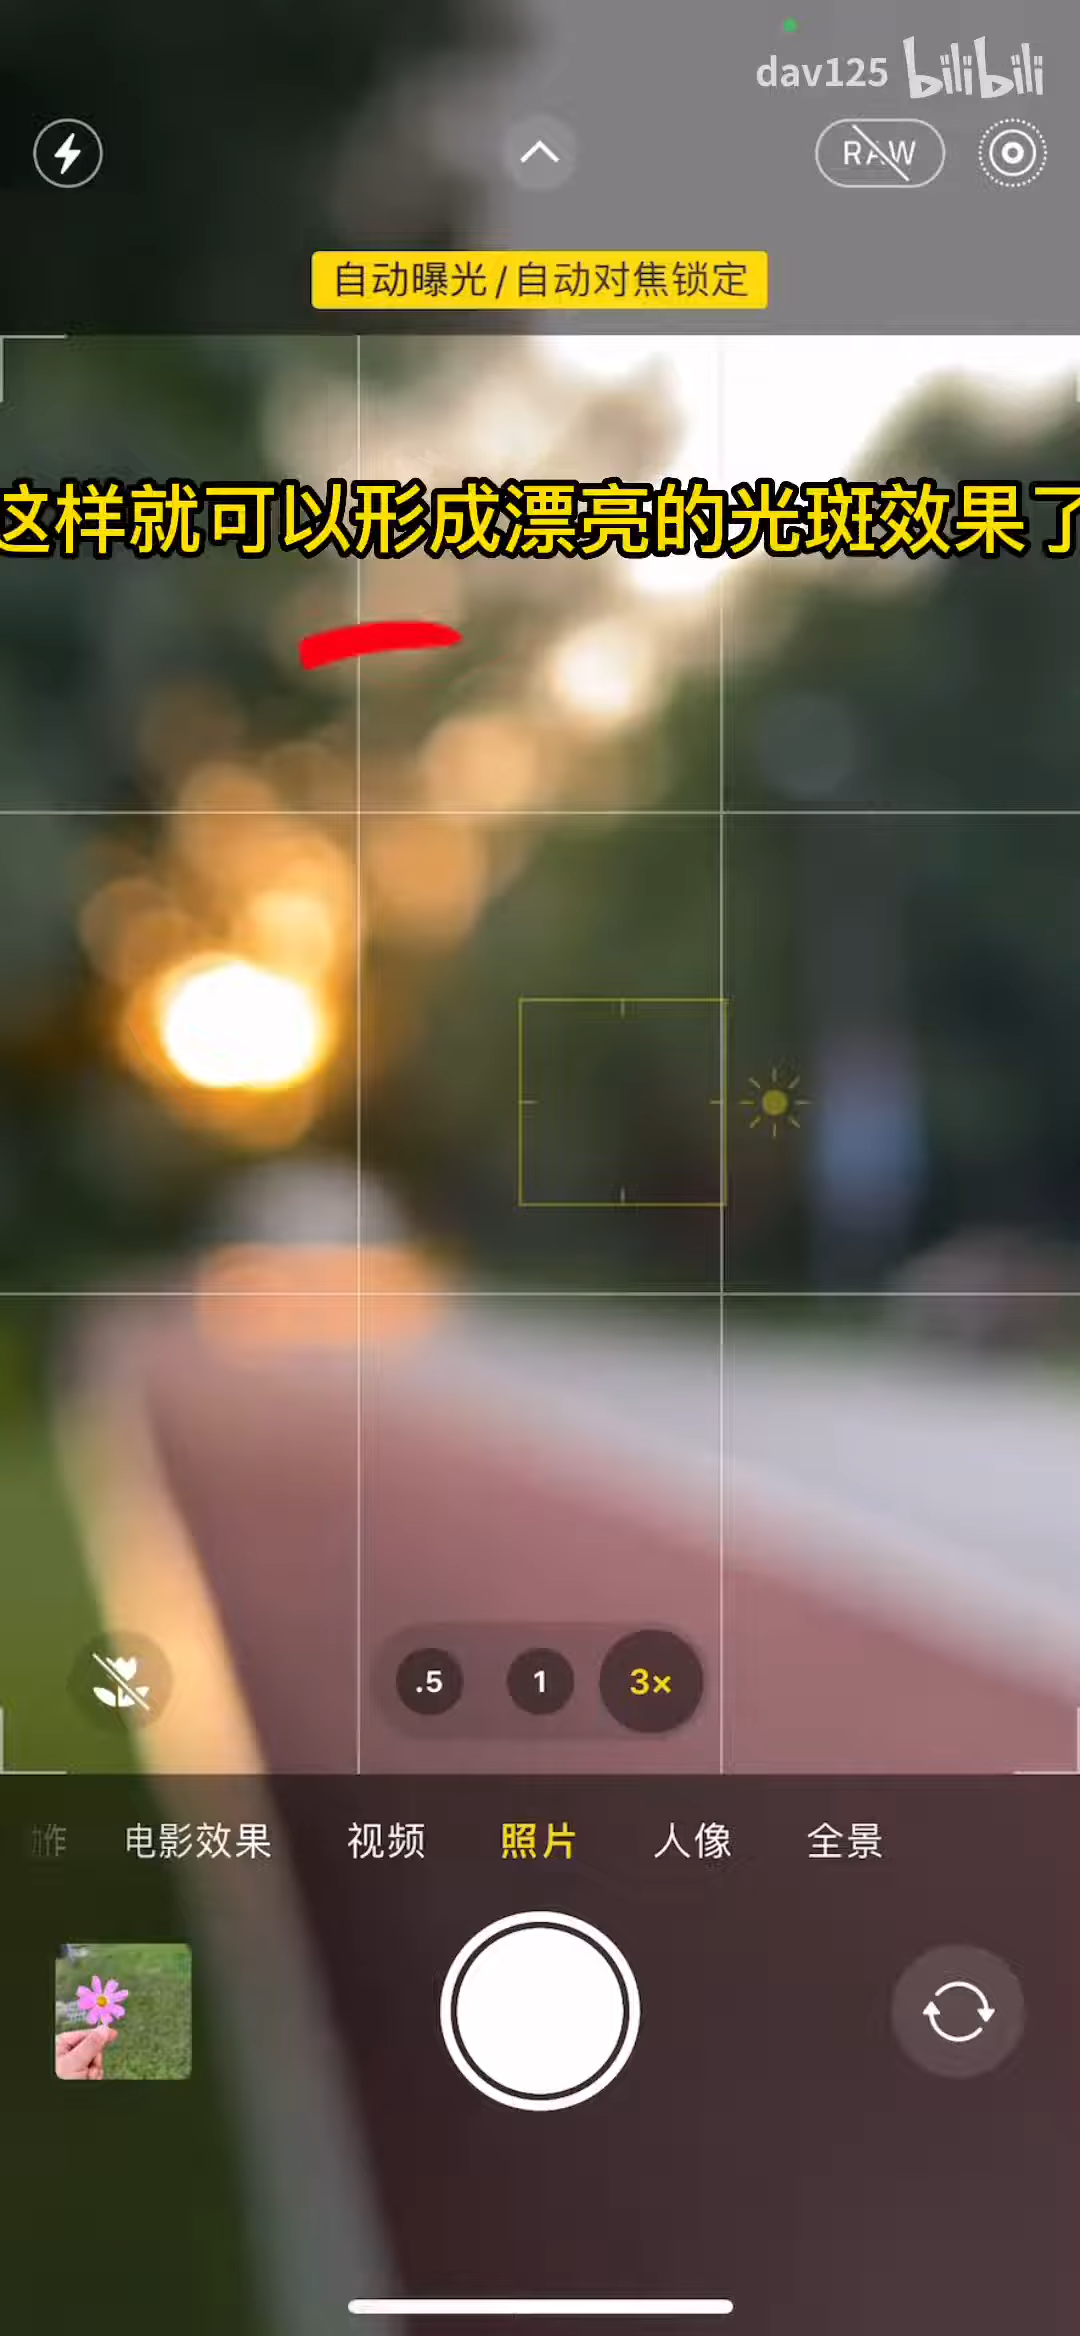 dav125 bilibili
RAW
自动曝光/自动对焦锁定
这样就可以形成漂亮的光斑效果了
.5 1 3×
作 电影效果 视频 照片 人像 全景